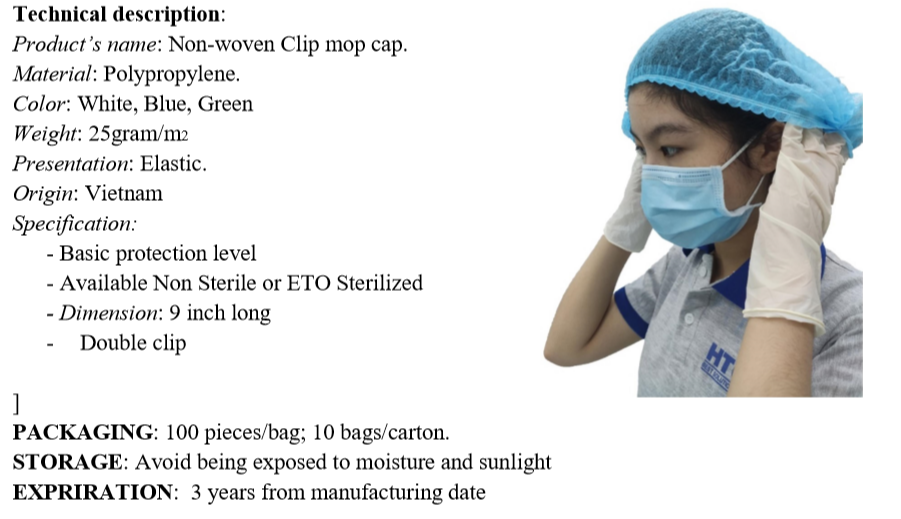 Technical description:
Product’s name: Non-woven Clip mop cap.
Material: Polypropylene.
Color: White, Blue, Green
Weight: 25gram/m2
Presentation: Elastic.
Origin: Vietnam
Specification:
- Basic protection level
- Available Non Sterile or ETO Sterilized
- Dimension: 9 inch long
- Double clip
]
PACKAGING: 100 pieces/bag; 10 bags/carton.
STORAGE: Avoid being exposed to moisture and sunlight
EXPRIRATION: 3 years from manufacturing date
HT